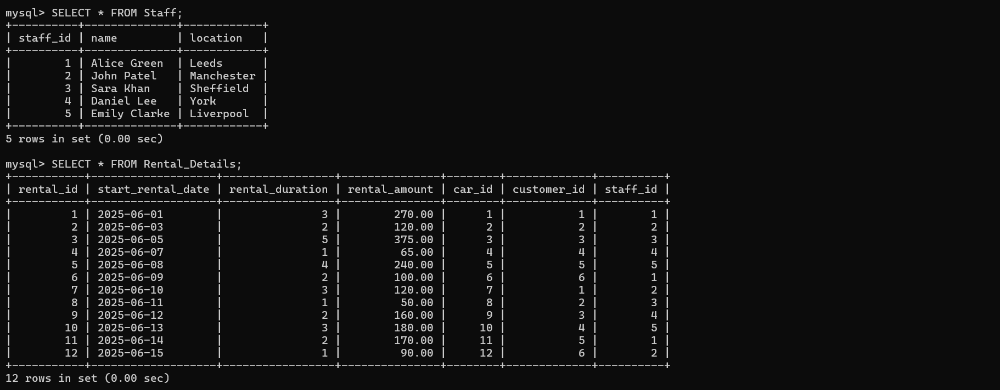 mysql> SELECT * FROM Staff;
+----------+--------------+------------+
| staff_id | name         | location   |
+----------+--------------+------------+
|        1 | Alice Green  | Leeds      |
|        2 | John Patel   | Manchester |
|        3 | Sara Khan    | Sheffield  |
|        4 | Daniel Lee   | York       |
|        5 | Emily Clarke | Liverpool  |
+----------+--------------+------------+
5 rows in set (0.00 sec)

mysql> SELECT * FROM Rental_Details;
+-----------+-------------------+-----------------+---------------+--------+-------------+----------+
| rental_id | start_rental_date | rental_duration | rental_amount | car_id | customer_id | staff_id |
+-----------+-------------------+-----------------+---------------+--------+-------------+----------+
|         1 | 2025-06-01        |               3 |        270.00 |      1 |           1 |        1 |
|         2 | 2025-06-03        |               2 |        120.00 |      2 |           2 |        2 |
|         3 | 2025-06-05        |               5 |        375.00 |      3 |           3 |        3 |
|         4 | 2025-06-07        |               1 |         65.00 |      4 |           4 |        4 |
|         5 | 2025-06-08        |               4 |        240.00 |      5 |           5 |        5 |
|         6 | 2025-06-09        |               2 |        100.00 |      6 |           6 |        1 |
|         7 | 2025-06-10        |               3 |        120.00 |      7 |           1 |        2 |
|         8 | 2025-06-11        |               1 |         50.00 |      8 |           2 |        3 |
|         9 | 2025-06-12        |               2 |        160.00 |      9 |           3 |        4 |
|        10 | 2025-06-13        |               3 |        180.00 |     10 |           4 |        5 |
|        11 | 2025-06-14        |               2 |        170.00 |     11 |           5 |        1 |
|        12 | 2025-06-15        |               1 |         90.00 |     12 |           6 |        2 |
+-----------+-------------------+-----------------+---------------+--------+-------------+----------+
12 rows in set (0.00 sec)